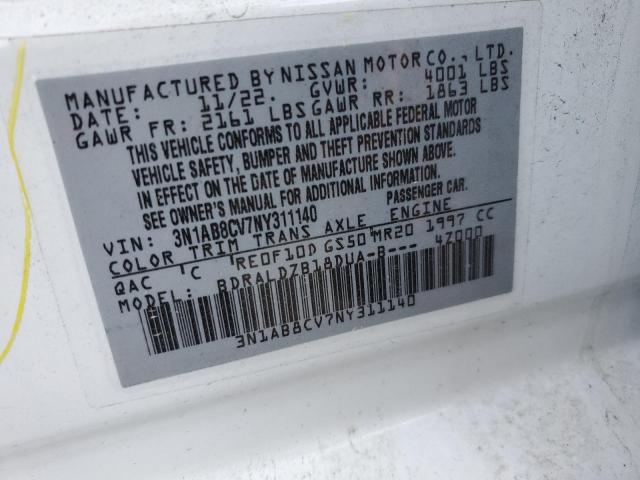 MANUFACTURED BY NISSAN MOTOR CO., LTD.
DATE: 11/22. GVWR: 4001 LBS
GAWR FR: 2161 LBS GAWR RR: 1863 LBS
THIS VEHICLE CONFORMS TO ALL APPLICABLE FEDERAL MOTOR
VEHICLE SAFETY, BUMPER AND THEFT PREVENTION STANDARDS
IN EFFECT ON THE DATE OF MANUFACTURE SHOWN ABOVE.
SEE OWNER'S MANUAL FOR ADDITIONAL INFORMATION.
VIN: 3N1AB8CV7NY311140 PASSENGER CAR.
COLOR TRIM TRANS AXLE ENGINE
QAC C RE0F10D GS50 MR20 1997 CC
MODEL: BDRALDZB18DUA-B--- 4Z000
3N1AB8CV7NY311140